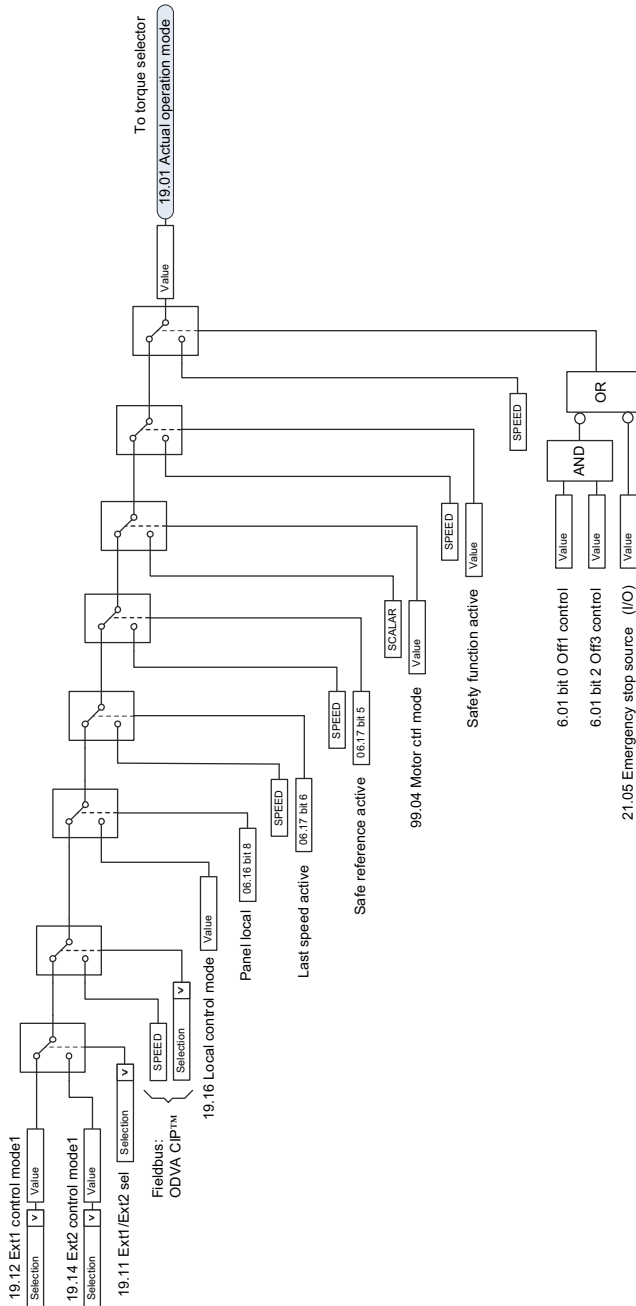 19.12 Ext1 control mode1
Selection
v
Value
19.14 Ext2 control mode1
Selection
v
Value
19.11 Ext1/Ext2 sel
Selection
v
Fieldbus:
ODVA CIP™
SPEED
Selection
v
19.16 Local control mode
Value
Panel local
06.16 bit 8
SPEED
Last speed active
06.17 bit 6
SPEED
Safe reference active
06.17 bit 5
SCALAR
99.04 Motor ctrl mode
Value
SPEED
Safety function active
Value
SPEED
6.01 bit 0 Off1 control
Value
6.01 bit 2 Off3 control
Value
21.05 Emergency stop source (I/O)
Value
AND
OR
Value
To torque selector
19.01 Actual operation mode